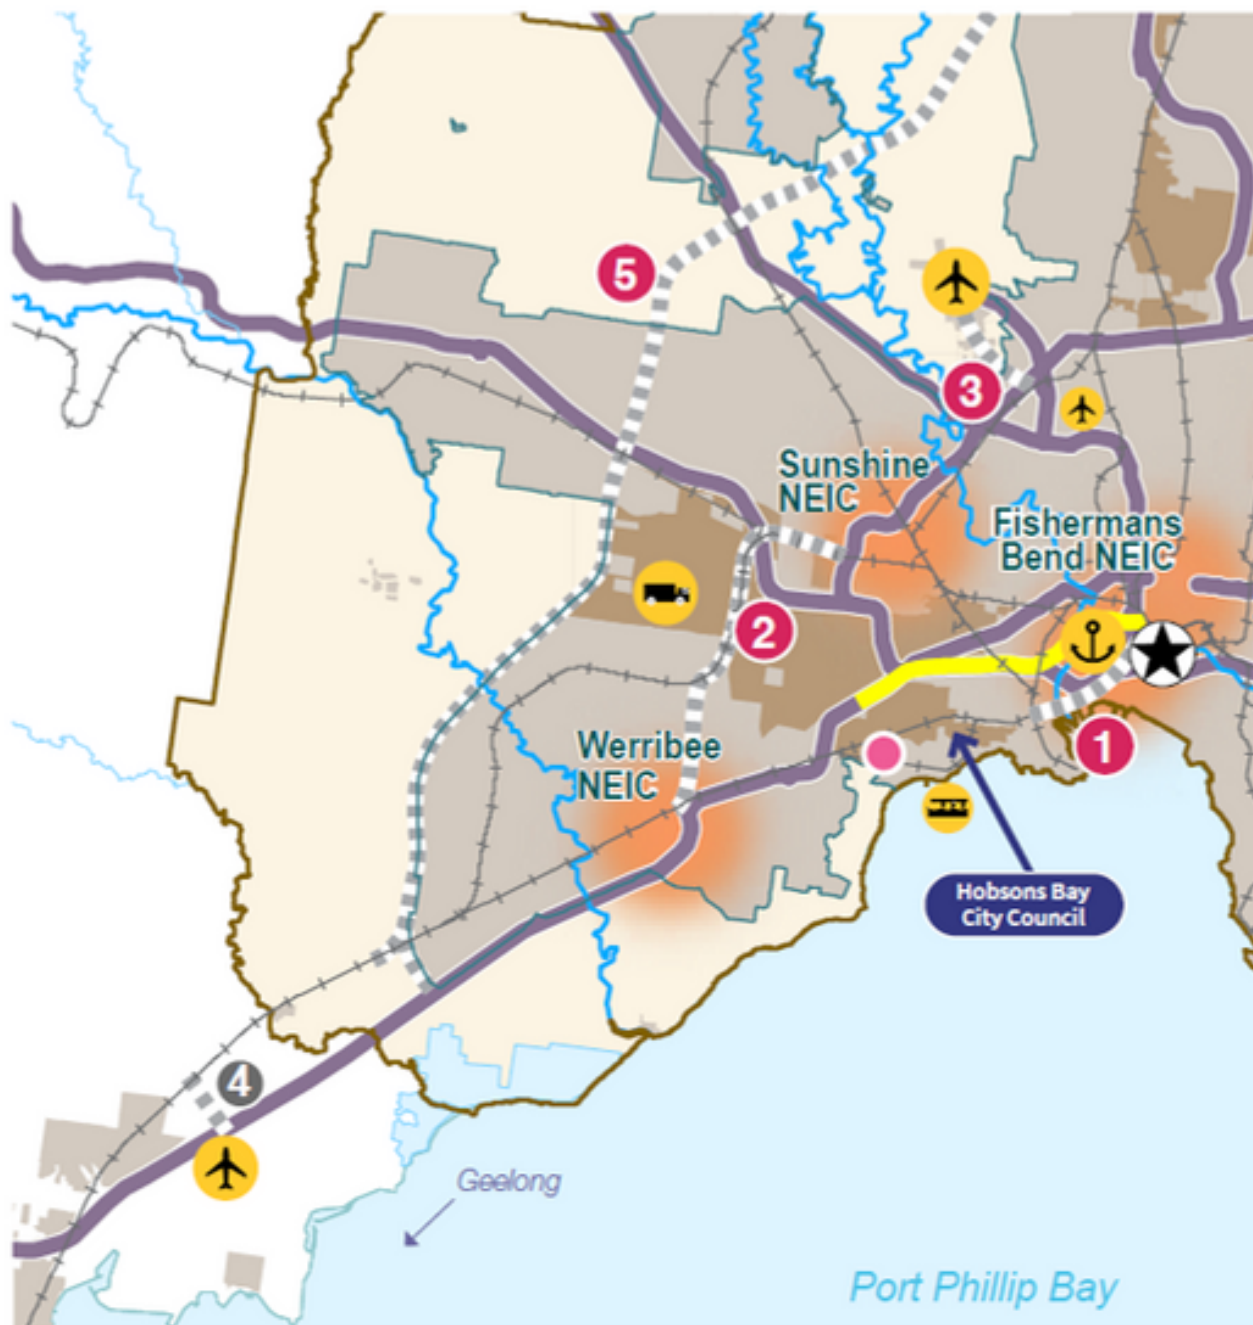 5
3
Sunshine
NEIC
Fishermans
Bend NEIC
2
1
Werribee
NEIC
Hobsons Bay
City Council
4
Geelong
Port Phillip Bay